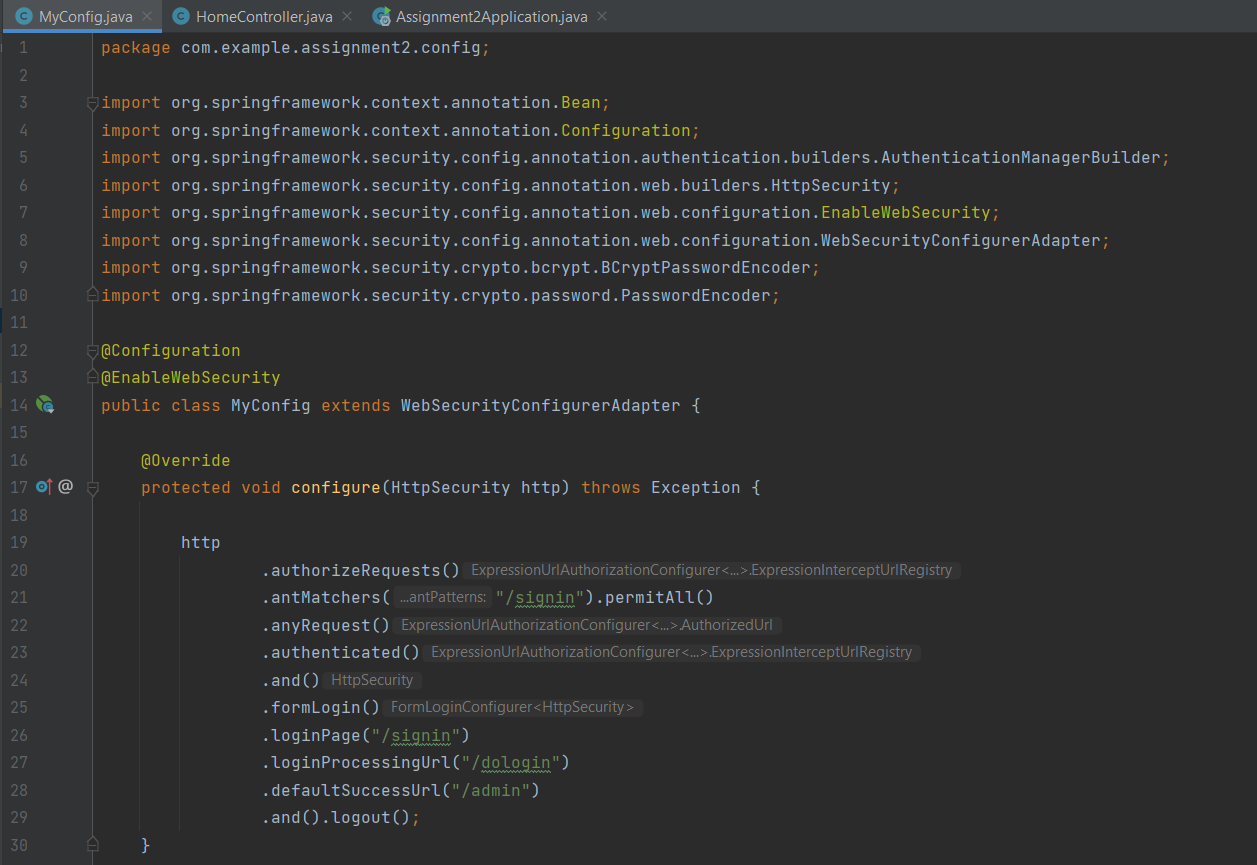 MyConfig.java HomeController.java Assignment2Application.java
1 package com.example.assignment2.config;
2
3 import org.springframework.context.annotation.Bean;
4 import org.springframework.context.annotation.Configuration;
5 import org.springframework.security.config.annotation.authentication.builders.AuthenticationManagerBuilder;
6 import org.springframework.security.config.annotation.web.builders.HttpSecurity;
7 import org.springframework.security.config.annotation.web.configuration.EnableWebSecurity;
8 import org.springframework.security.config.annotation.web.configuration.WebSecurityConfigurerAdapter;
9 import org.springframework.security.crypto.bcrypt.BCryptPasswordEncoder;
10 import org.springframework.security.crypto.password.PasswordEncoder;
11
12 @Configuration
13 @EnableWebSecurity
14 public class MyConfig extends WebSecurityConfigurerAdapter {
15
16 @Override
17 @ protected void configure(HttpSecurity http) throws Exception {
18
19 http
20 .authorizeRequests() ExpressionUrlAuthorizationConfigurer<...>.ExpressionInterceptUrlRegistry
21 .antMatchers( ...antPatterns: "/signin").permitAll()
22 .anyRequest() ExpressionUrlAuthorizationConfigurer<...>.AuthorizedUrl
23 .authenticated() ExpressionUrlAuthorizationConfigurer<...>.ExpressionInterceptUrlRegistry
24 .and() HttpSecurity
25 .formLogin() FormLoginConfigurer<HttpSecurity>
26 .loginPage("/signin")
27 .loginProcessingUrl("/dologin")
28 .defaultSuccessUrl("/admin")
29 .and().logout();
30 }